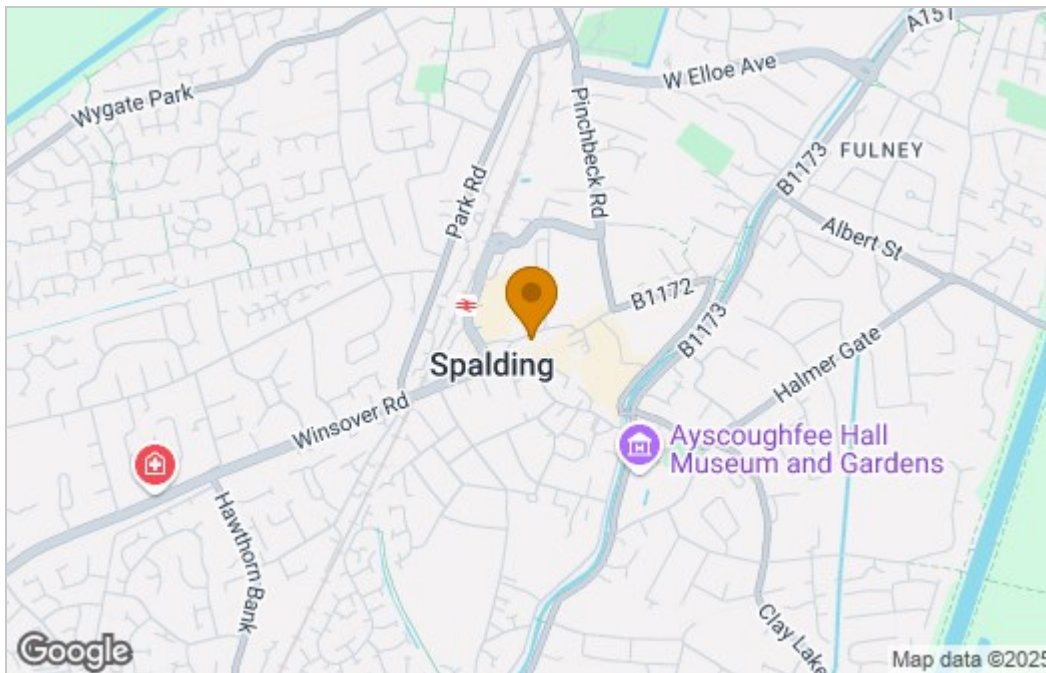 A151
W Elloe Ave
Wygate Park
Pinchbeck Rd
FULNEY
B1173
Park Rd
Albert St
B1172
B1173
Spalding
Halmer Gate
Winsover Rd
Ayscoughfee Hall
Museum and Gardens
Hawthorn Bank
Clay Lake
Google
Map data ©2025